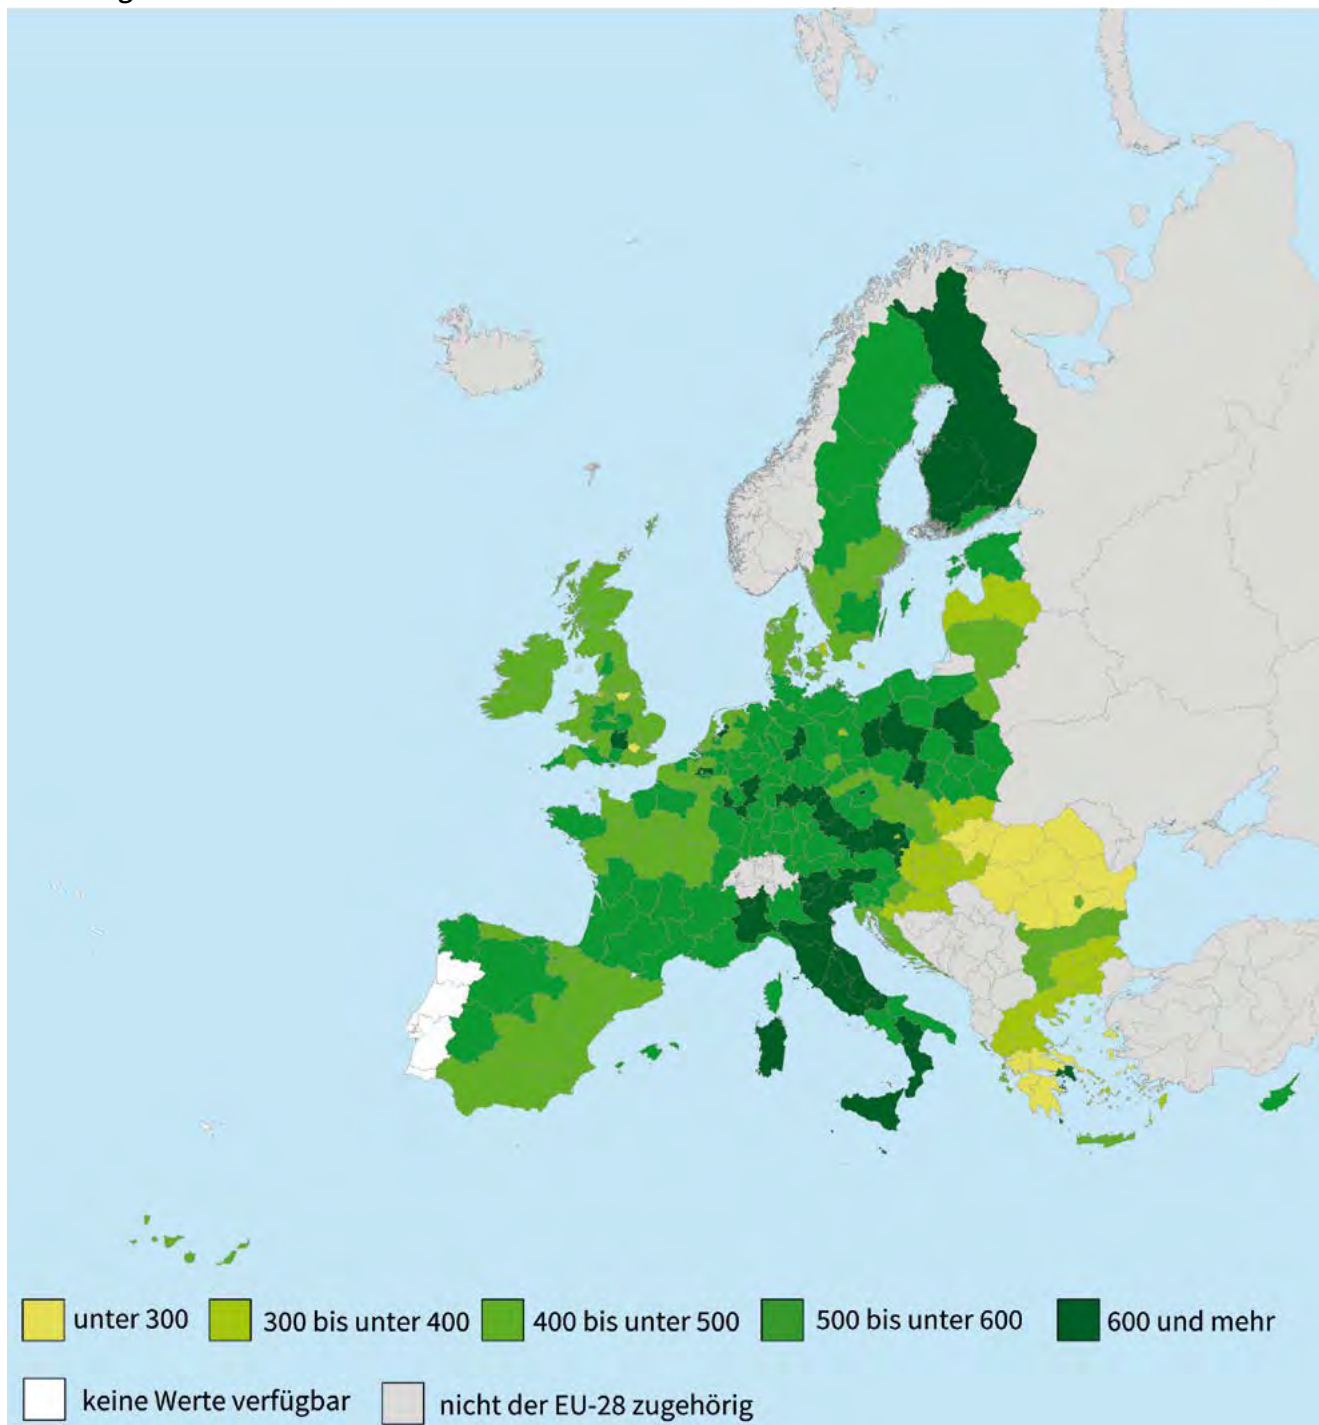 unter 300
300 bis unter 400
400 bis unter 500
500 bis unter 600
600 und mehr
keine Werte verfügbar
nicht der EU-28 zugehörig